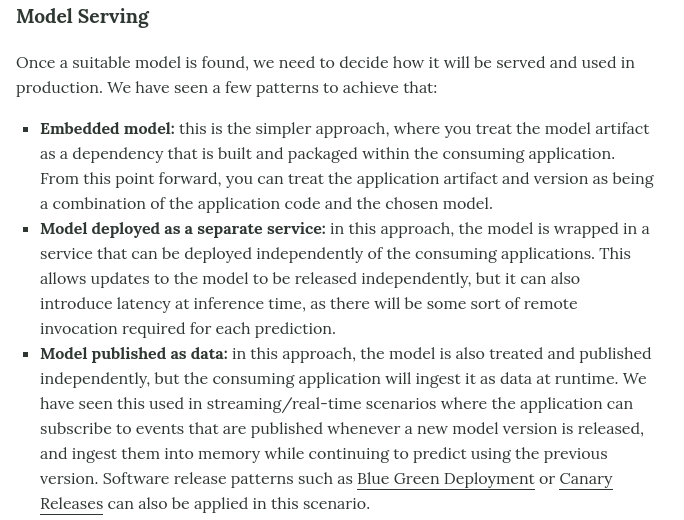 Model Serving
Once a suitable model is found, we need to decide how it will be served and used in
production. We have seen a few patterns to achieve that:
▪ Embedded model: this is the simpler approach, where you treat the model artifact
as a dependency that is built and packaged within the consuming application.
From this point forward, you can treat the application artifact and version as being
a combination of the application code and the chosen model.
▪ Model deployed as a separate service: in this approach, the model is wrapped in a
service that can be deployed independently of the consuming applications. This
allows updates to the model to be released independently, but it can also
introduce latency at inference time, as there will be some sort of remote
invocation required for each prediction.
▪ Model published as data: in this approach, the model is also treated and published
independently, but the consuming application will ingest it as data at runtime. We
have seen this used in streaming/real-time scenarios where the application can
subscribe to events that are published whenever a new model version is released,
and ingest them into memory while continuing to predict using the previous
version. Software release patterns such as Blue Green Deployment or Canary
Releases can also be applied in this scenario.